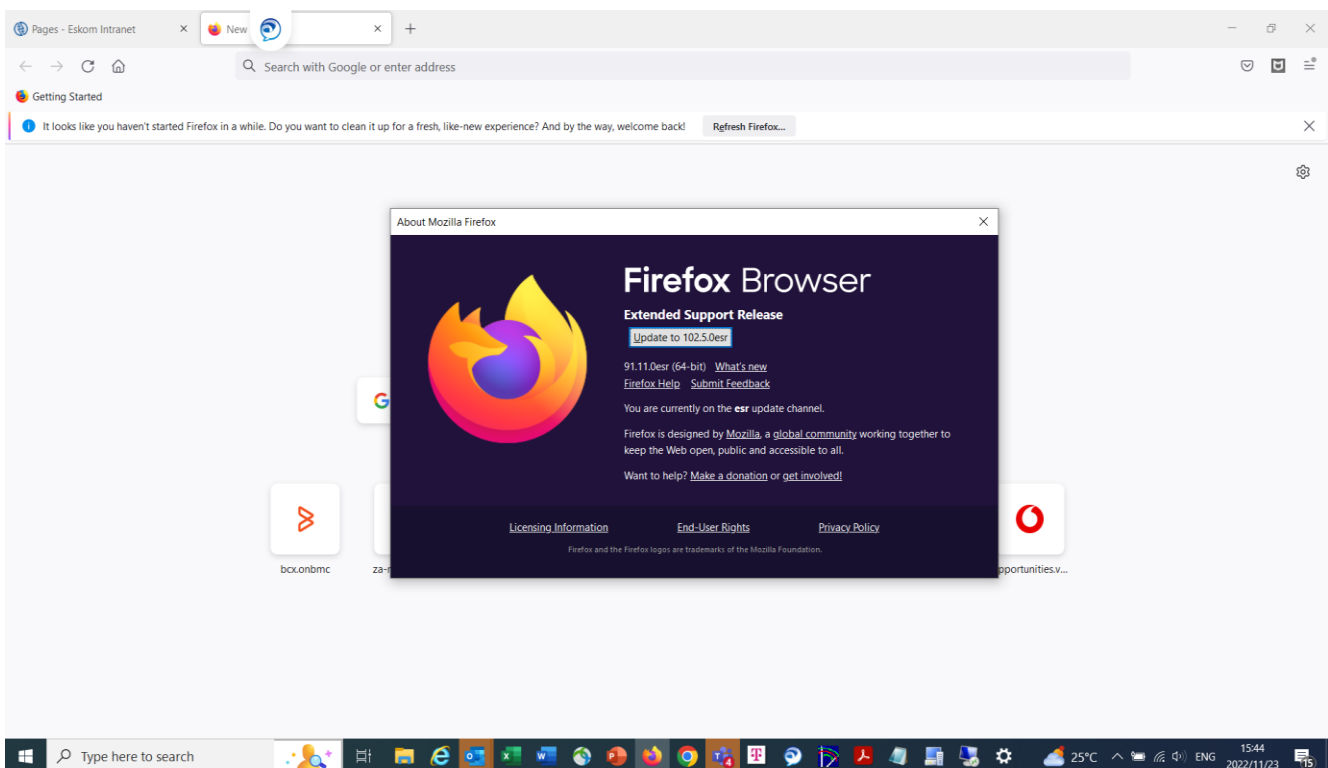 Pages - Eskom Intranet
New
Search with Google or enter address
Getting Started
It looks like you haven't started Firefox in a while. Do you want to clean it up for a fresh, like-new experience? And by the way, welcome back! Refresh Firefox...
About Mozilla Firefox
Firefox Browser
Extended Support Release
Update to 102.5.0esr
91.11.0esr (64-bit) What's new
Firefox Help Submit Feedback
You are currently on the esr update channel.
Firefox is designed by Mozilla, a global community working together to
keep the Web open, public and accessible to all.
Want to help? Make a donation or get involved!
Licensing Information End-User Rights Privacy Policy
Firefox and the Firefox logos are trademarks of the Mozilla Foundation.
bcx.onbmc za-r pportunities.v...
Type here to search 25°C ENG 15:44
2022/11/23 15